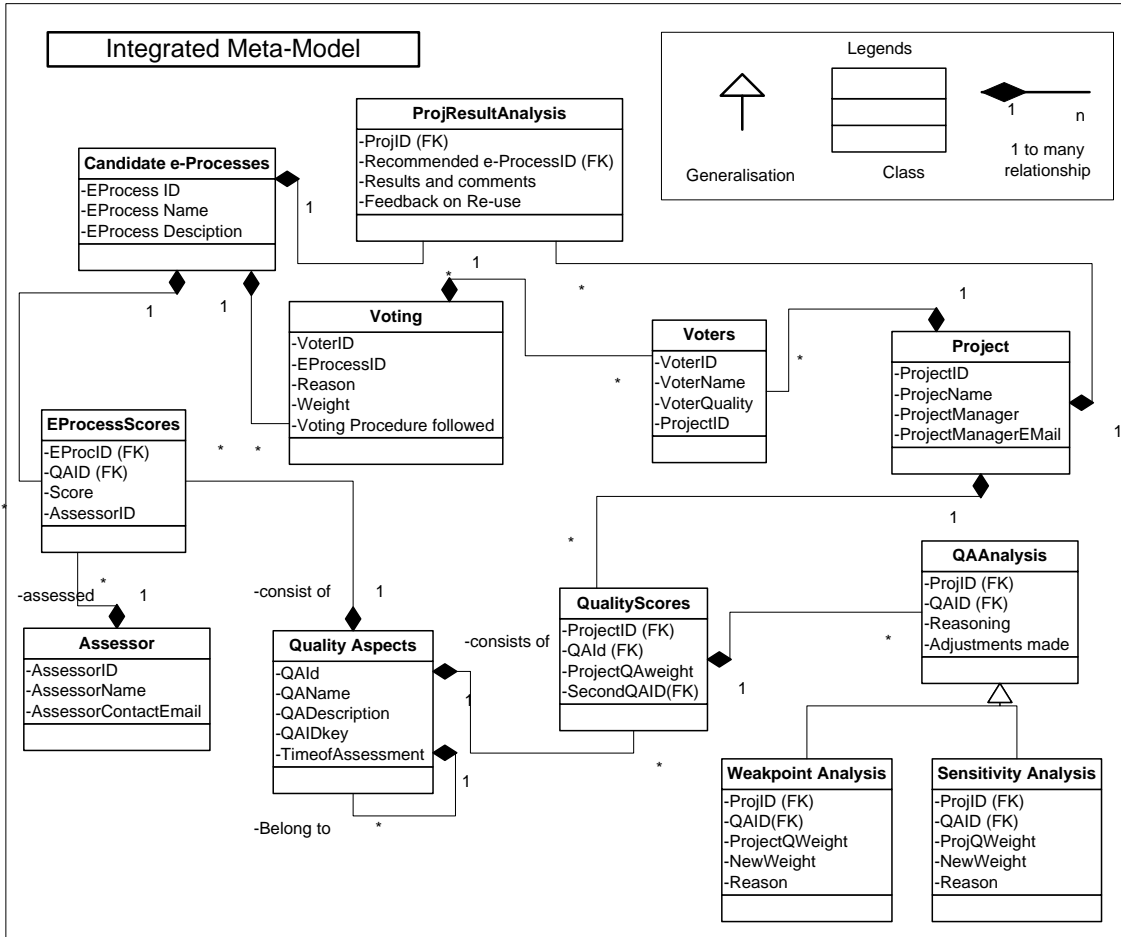 Integrated Meta-Model
Legends
Generalisation
Class
1
n
1 to many
relationship
ProjResultAnalysis
-ProjID (FK)
-Recommended e-ProcessID (FK)
-Results and comments
-Feedback on Re-use
Candidate e-Processes
-EProcess ID
-EProcess Name
-EProcess Desciption
1
1
1
1
*
*
1
*
*
*
1
1
Voting
-VoterID
-EProcessID
-Reason
-Weight
-Voting Procedure followed
Voters
-VoterID
-VoterName
-VoterQuality
-ProjectID
Project
-ProjectID
-ProjecName
-ProjectManager
-ProjectManagerEMail
EProcessScores
-EProcID (FK)
-QAID (FK)
-Score
-AssessorID
*
*
*
*
1
-assessed
*
1
Assessor
-AssessorID
-AssessorName
-AssessorContactEmail
-consist of
1
Quality Aspects
-QAId
-QAName
-QADescription
-QAIDkey
-TimeofAssessment
1
1
-Belong to
*
-consists of
QualityScores
-ProjectID (FK)
-QAId (FK)
-ProjectQAweight
-SecondQAID(FK)
*
1
*
QAAnalysis
-ProjID (FK)
-QAID (FK)
-Reasoning
-Adjustments made
Weakpoint Analysis
-ProjID (FK)
-QAID(FK)
-ProjectQWeight
-NewWeight
-Reason
Sensitivity Analysis
-ProjID (FK)
-QAID (FK)
-ProjQWeight
-NewWeight
-Reason